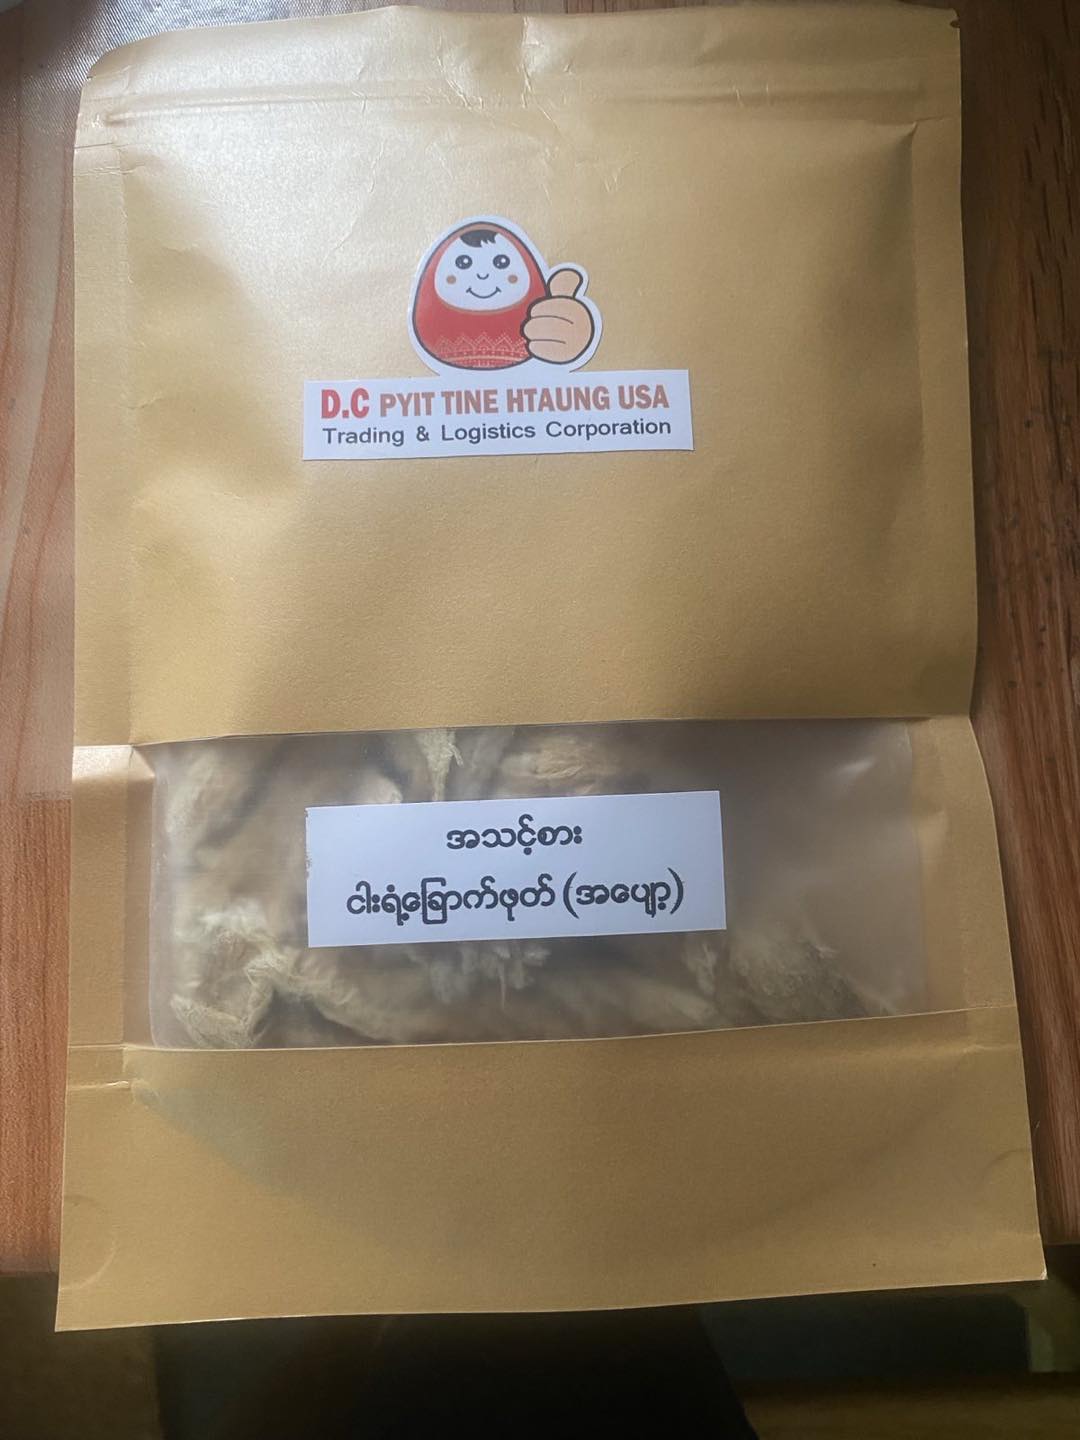 D.C PYIT TINE HTAUNG USA
Trading & Logistics Corporation
အသင့်စား
ငါးရံ့ခြောက်ဖုတ် (အပျော့)